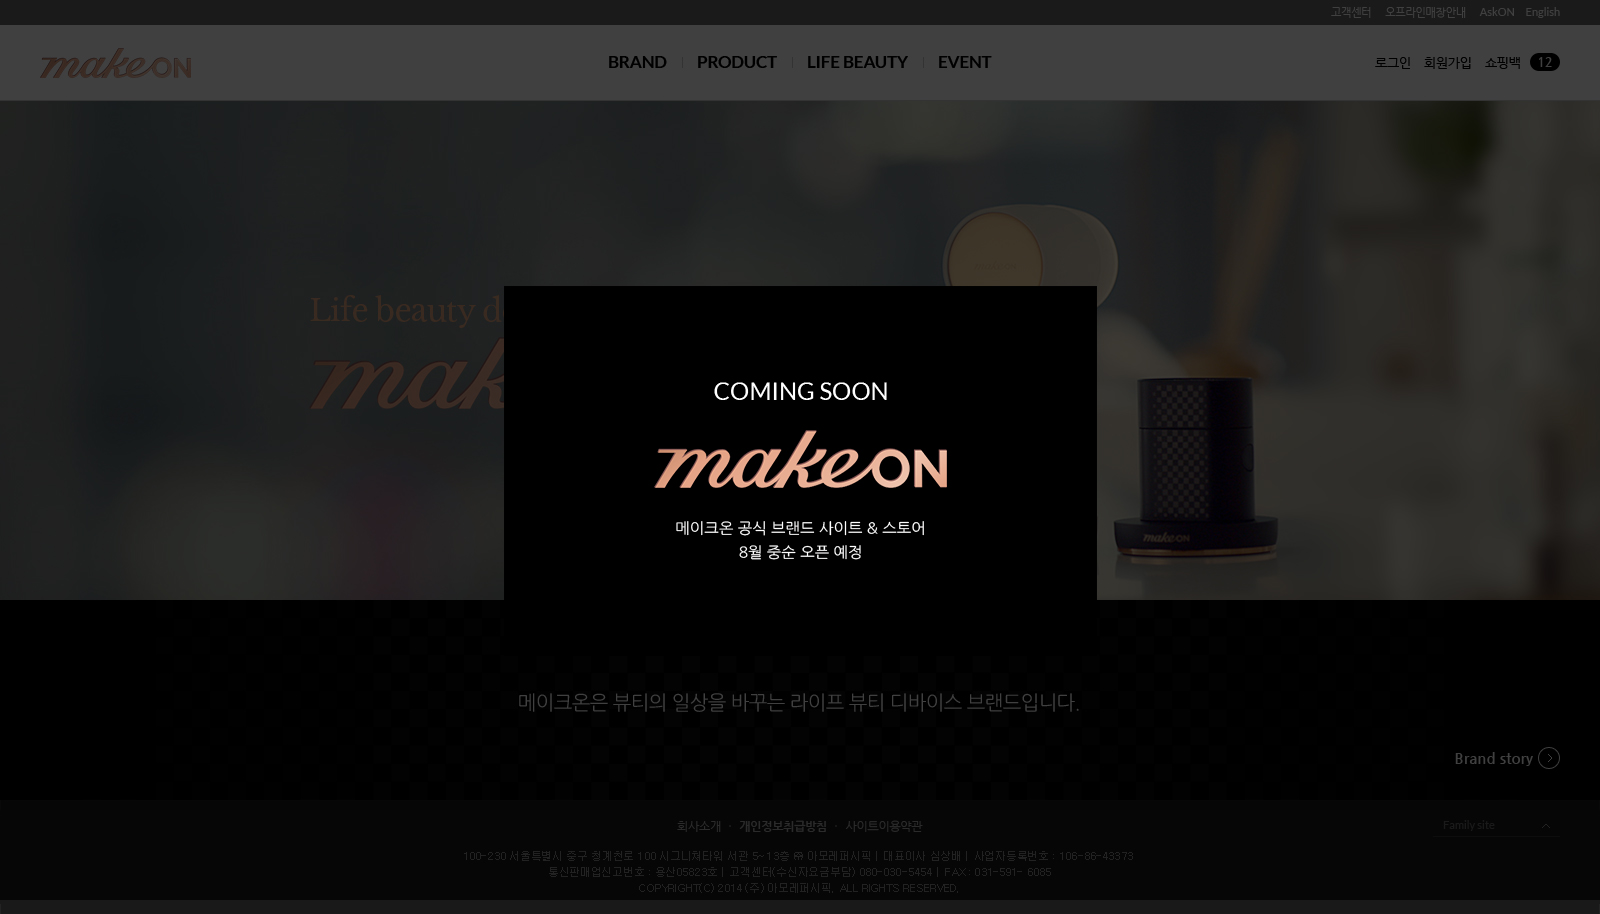 고객센터 오프라인매장안내 AskON English
makeON
BRAND PRODUCT LIFE BEAUTY EVENT
로그인 회원가입 쇼핑백 12
Life beauty d
mak
COMING SOON
makeON
메이크온 공식 브랜드 사이트 & 스토어
8월 중순 오픈 예정
makeON
메이크온은 뷰티의 일상을 바꾸는 라이프 뷰티 디바이스 브랜드입니다.
Brand story
회사소개 · 개인정보취급방침 · 사이트이용약관
Family site
100-230 서울특별시 중구 청계천로 100 시그니쳐타워 서관 5~13층 ㈜ 아모레퍼시픽 | 대표이사 심상배 | 사업자등록번호 : 106-86-43373
통신판매업신고번호 : 용산05823호 | 고객센터(수신자요금부담) 080-030-5454 | FAX : 031-591- 6085
COPYRIGHT(C) 2014 (주) 아모레퍼시픽. ALL RIGHTS RESERVED.